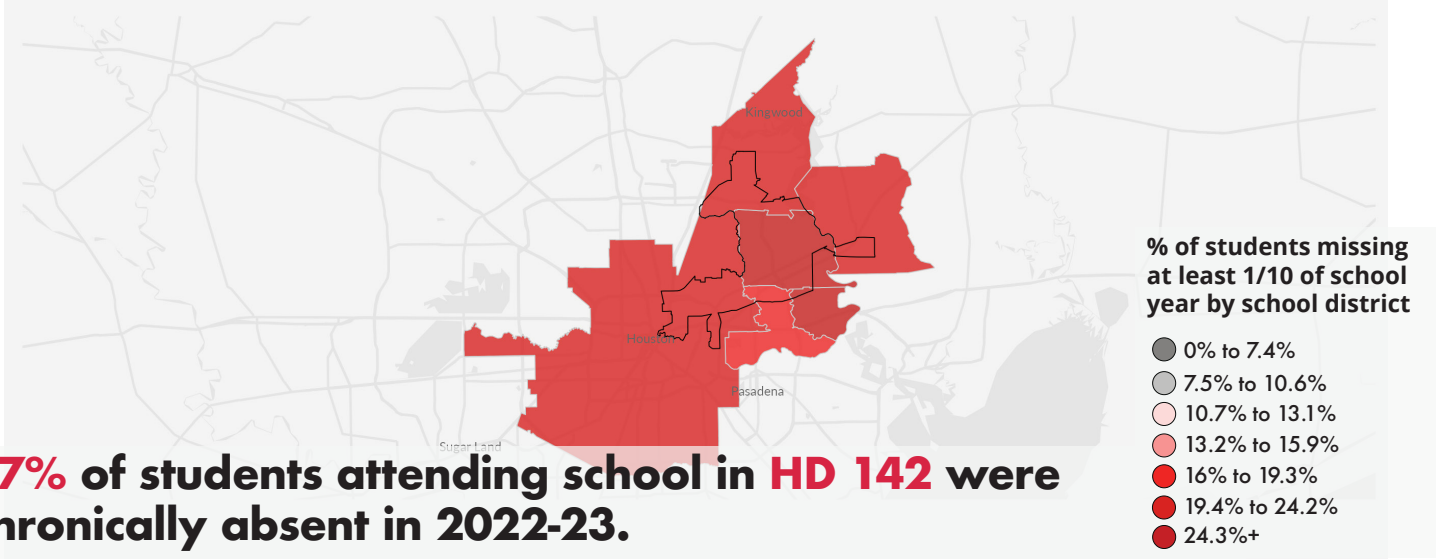 Kingwood
Houston
Pasadena
Sugar Land
% of students missing
at least 1/10 of school
year by school district
0% to 7.4%
7.5% to 10.6%
10.7% to 13.1%
13.2% to 15.9%
16% to 19.3%
19.4% to 24.2%
24.3%+
7% of students attending school in HD 142 were
hronically absent in 2022-23.